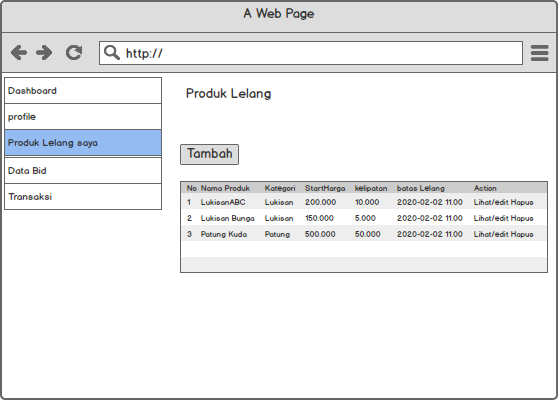 A Web Page
http://
Dashboard
profile
Produk Lelang saya
Data Bid
Transaksi
Produk Lelang
Tambah
No Nama Produk Kategori StartHarga kelipatan batas Lelang Action
1 LukisanABC Lukisan 200.000 10.000 2020-02-02 11.00 Lihat/edit Hapus
2 Lukisan Bunga Lukisan 150.000 5.000 2020-02-02 11.00 Lihat/edit Hapus
3 Patung Kuda Patung 500.000 50.000 2020-02-02 11.00 Lihat/edit Hapus